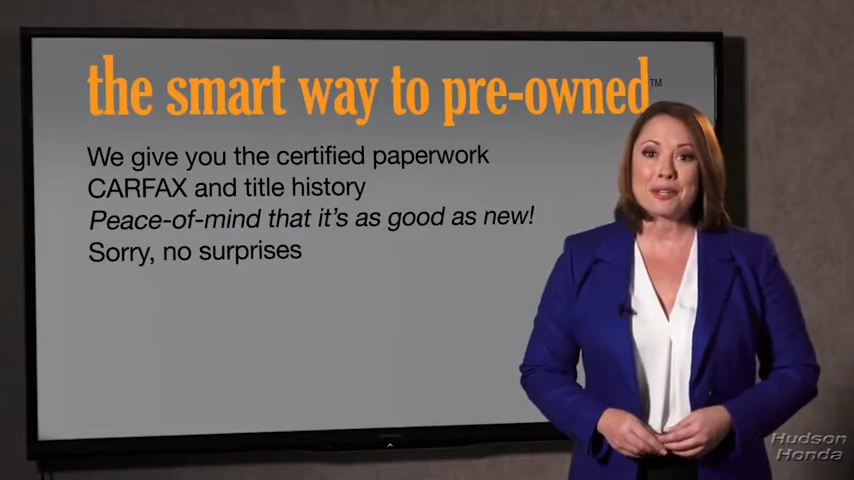 the smart way to pre-owned™
We give you the certified paperwork
CARFAX and title history
Peace-of-mind that it's as good as new!
Sorry, no surprises
Hudson
Honda